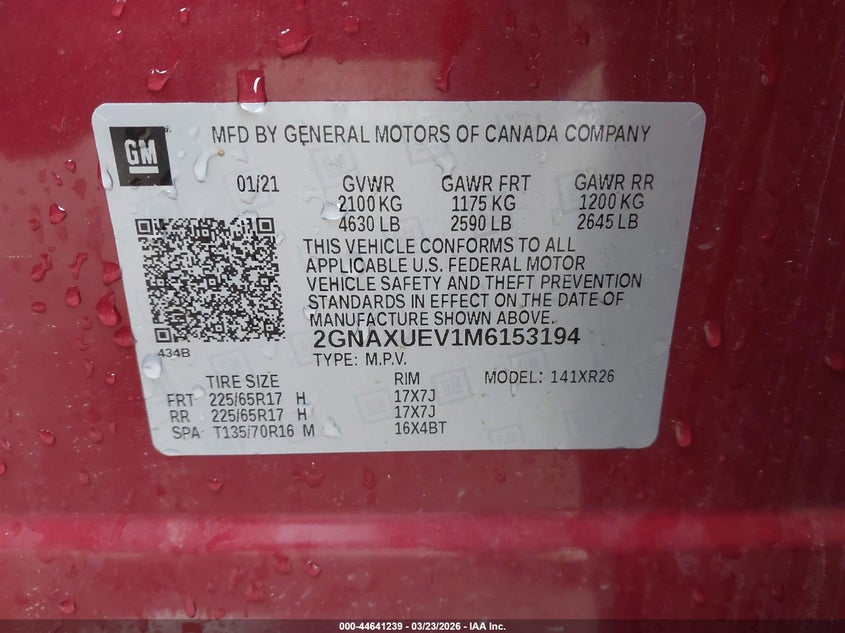 GM
MFD BY GENERAL MOTORS OF CANADA COMPANY
01/21 GVWR GAWR FRT GAWR RR
2100 KG 1175 KG 1200 KG
4630 LB 2590 LB 2645 LB
THIS VEHICLE CONFORMS TO ALL
APPLICABLE U.S. FEDERAL MOTOR
VEHICLE SAFETY AND THEFT PREVENTION
STANDARDS IN EFFECT ON THE DATE OF
MANUFACTURE SHOWN ABOVE.
434B
2GNAXUEV1M6153194
TYPE: M.P.V.
TIRE SIZE RIM MODEL: 141XR26
FRT 225/65R17 H 17X7J
RR 225/65R17 H 17X7J
SPA T135/70R16 M 16X4BT
000-44641239 | 03/23/2026 - IAA Inc.